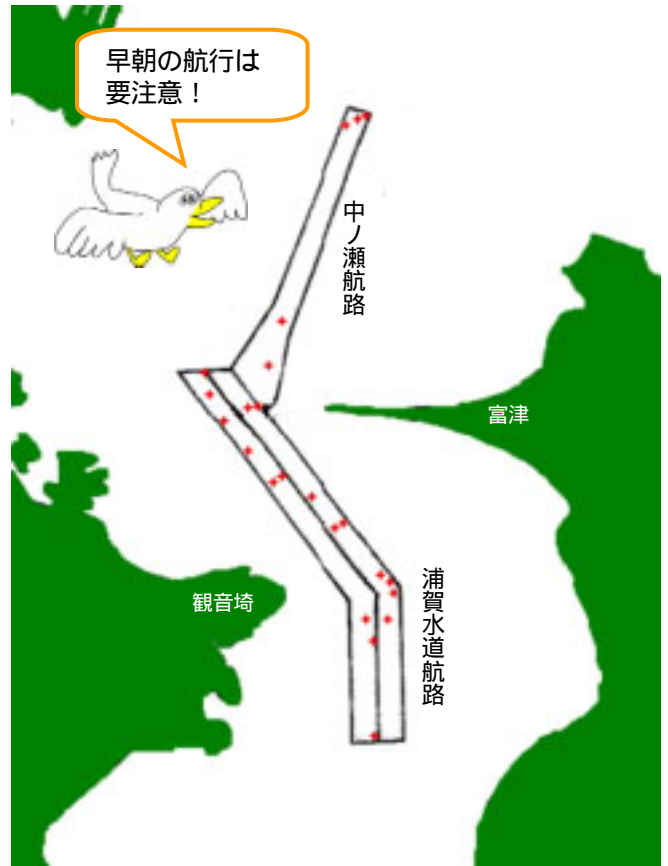 早朝の航行は
要注意！
中ノ瀬航路
富津
観音埼
浦賀水道航路